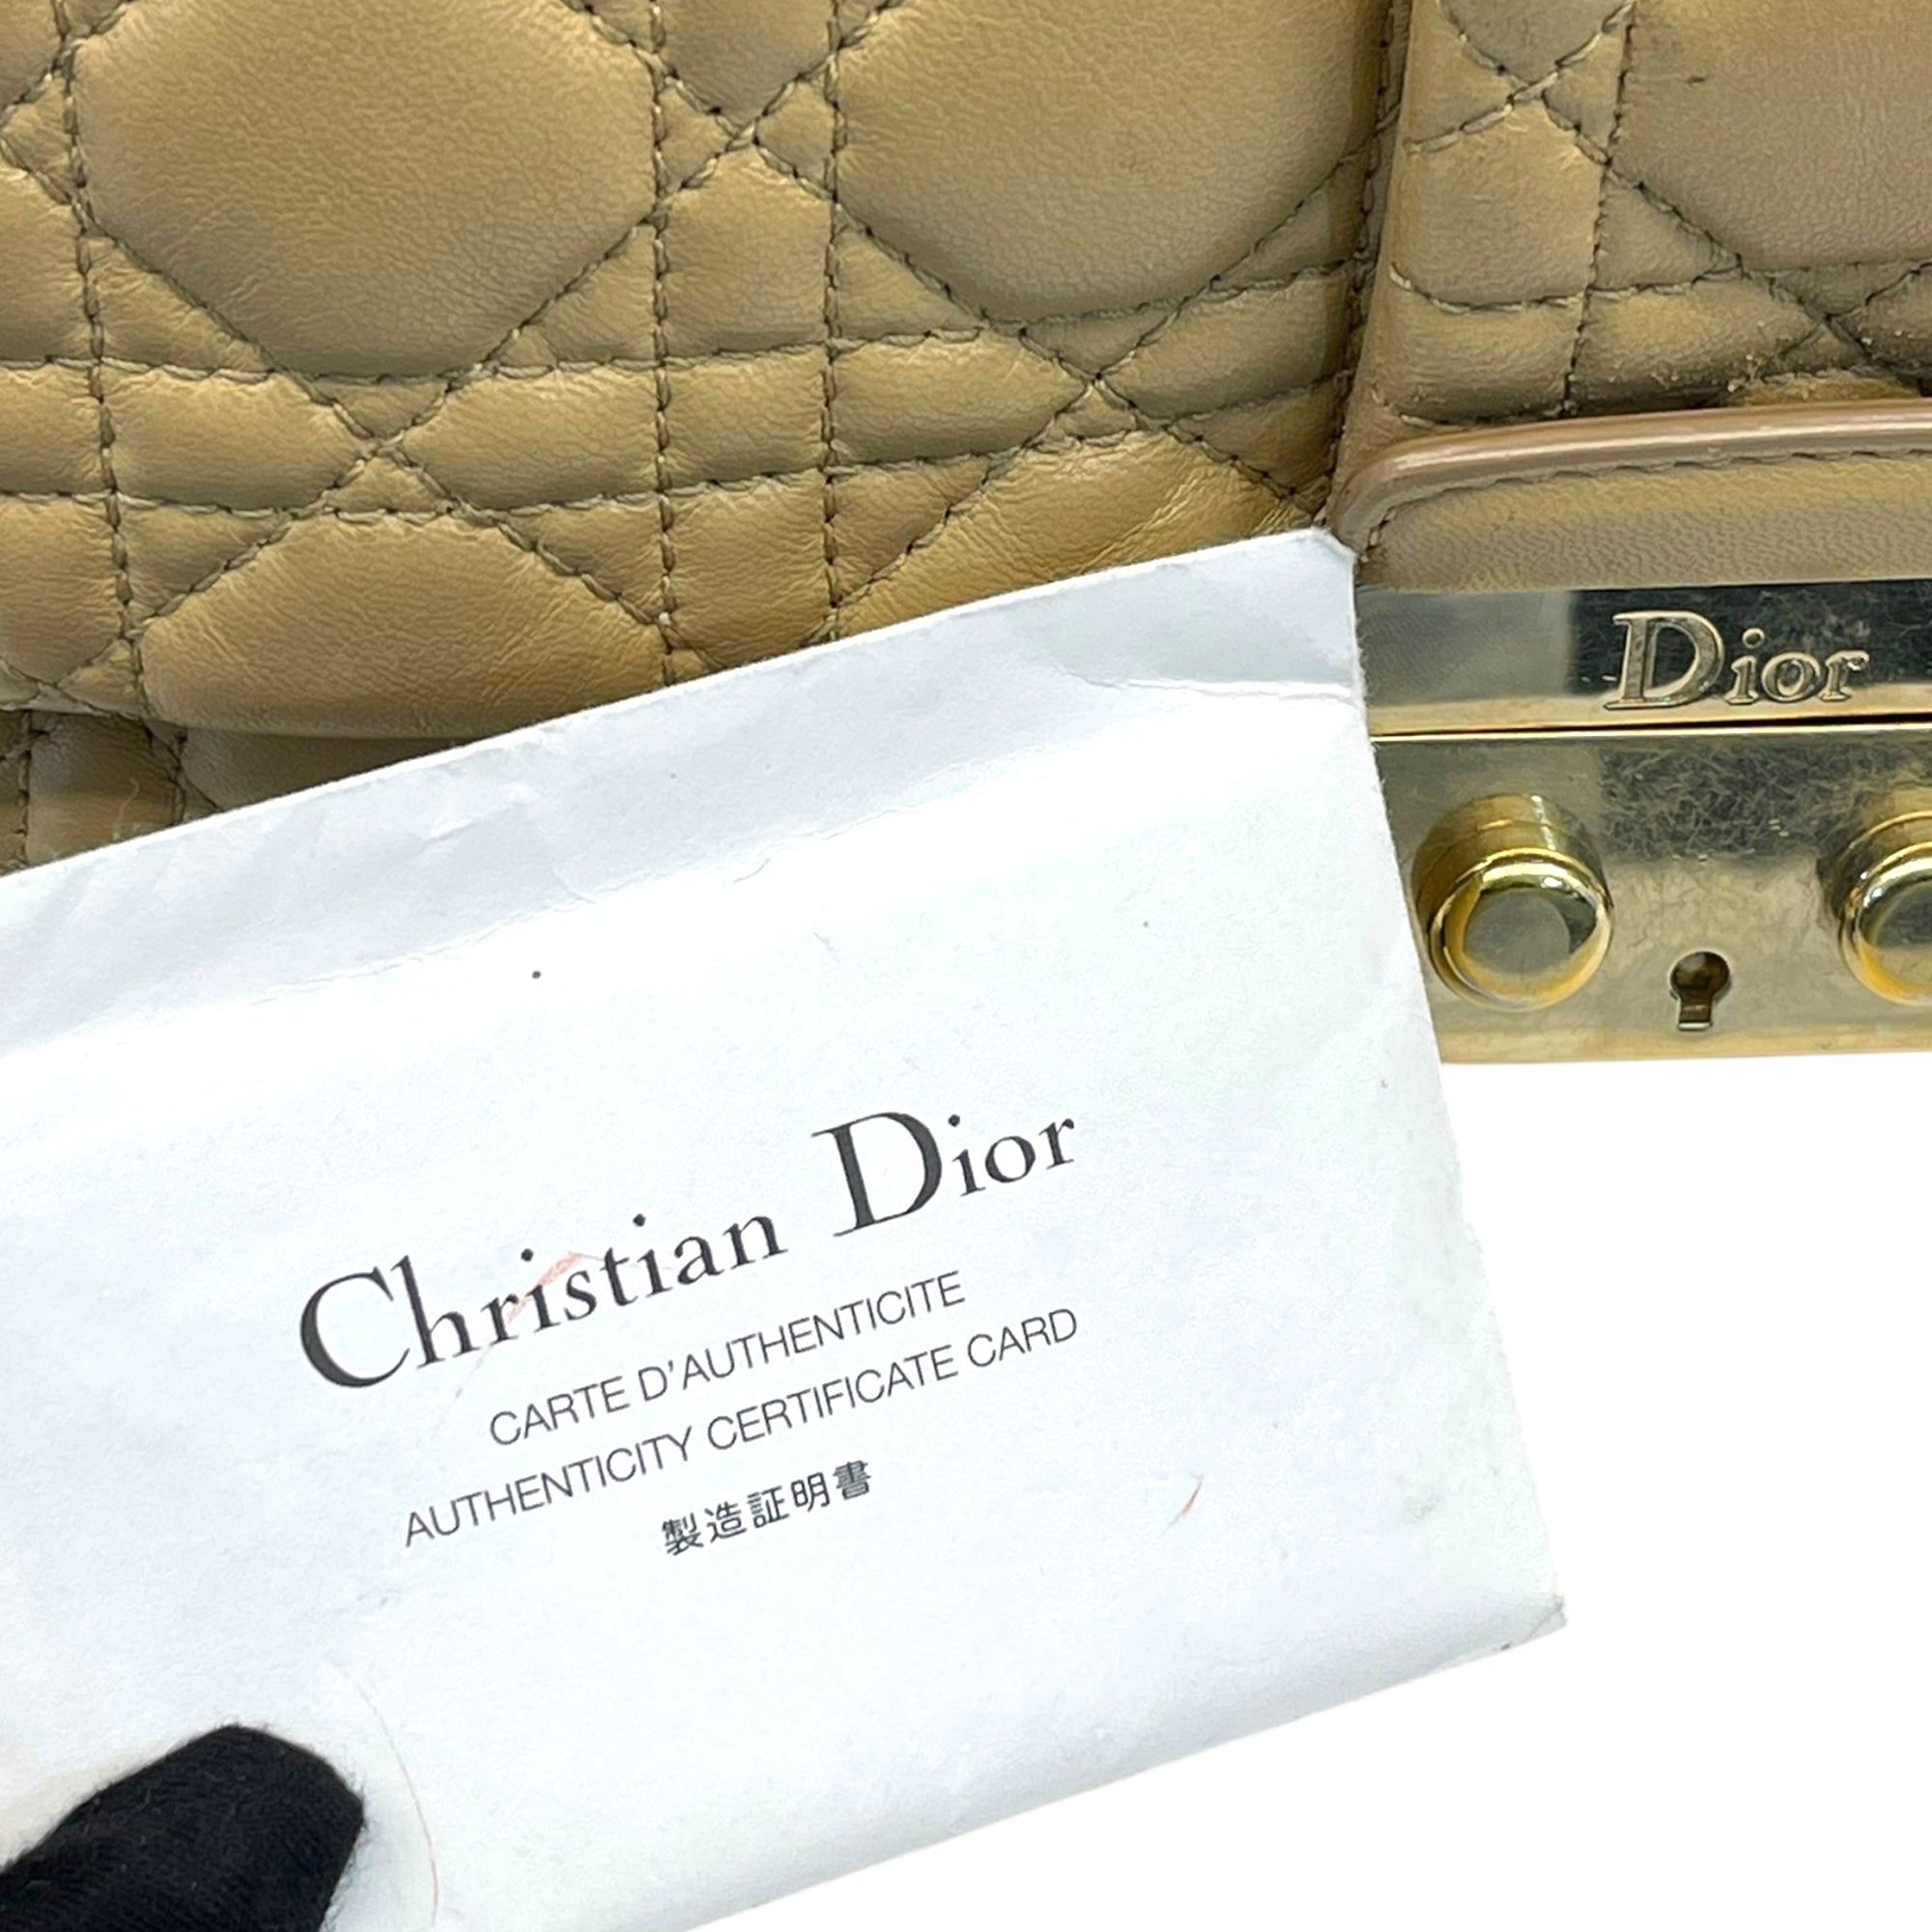 Dior
Christian Dior
CARTE D'AUTHENTICITE
AUTHENTICITY CERTIFICATE CARD
製造証明書